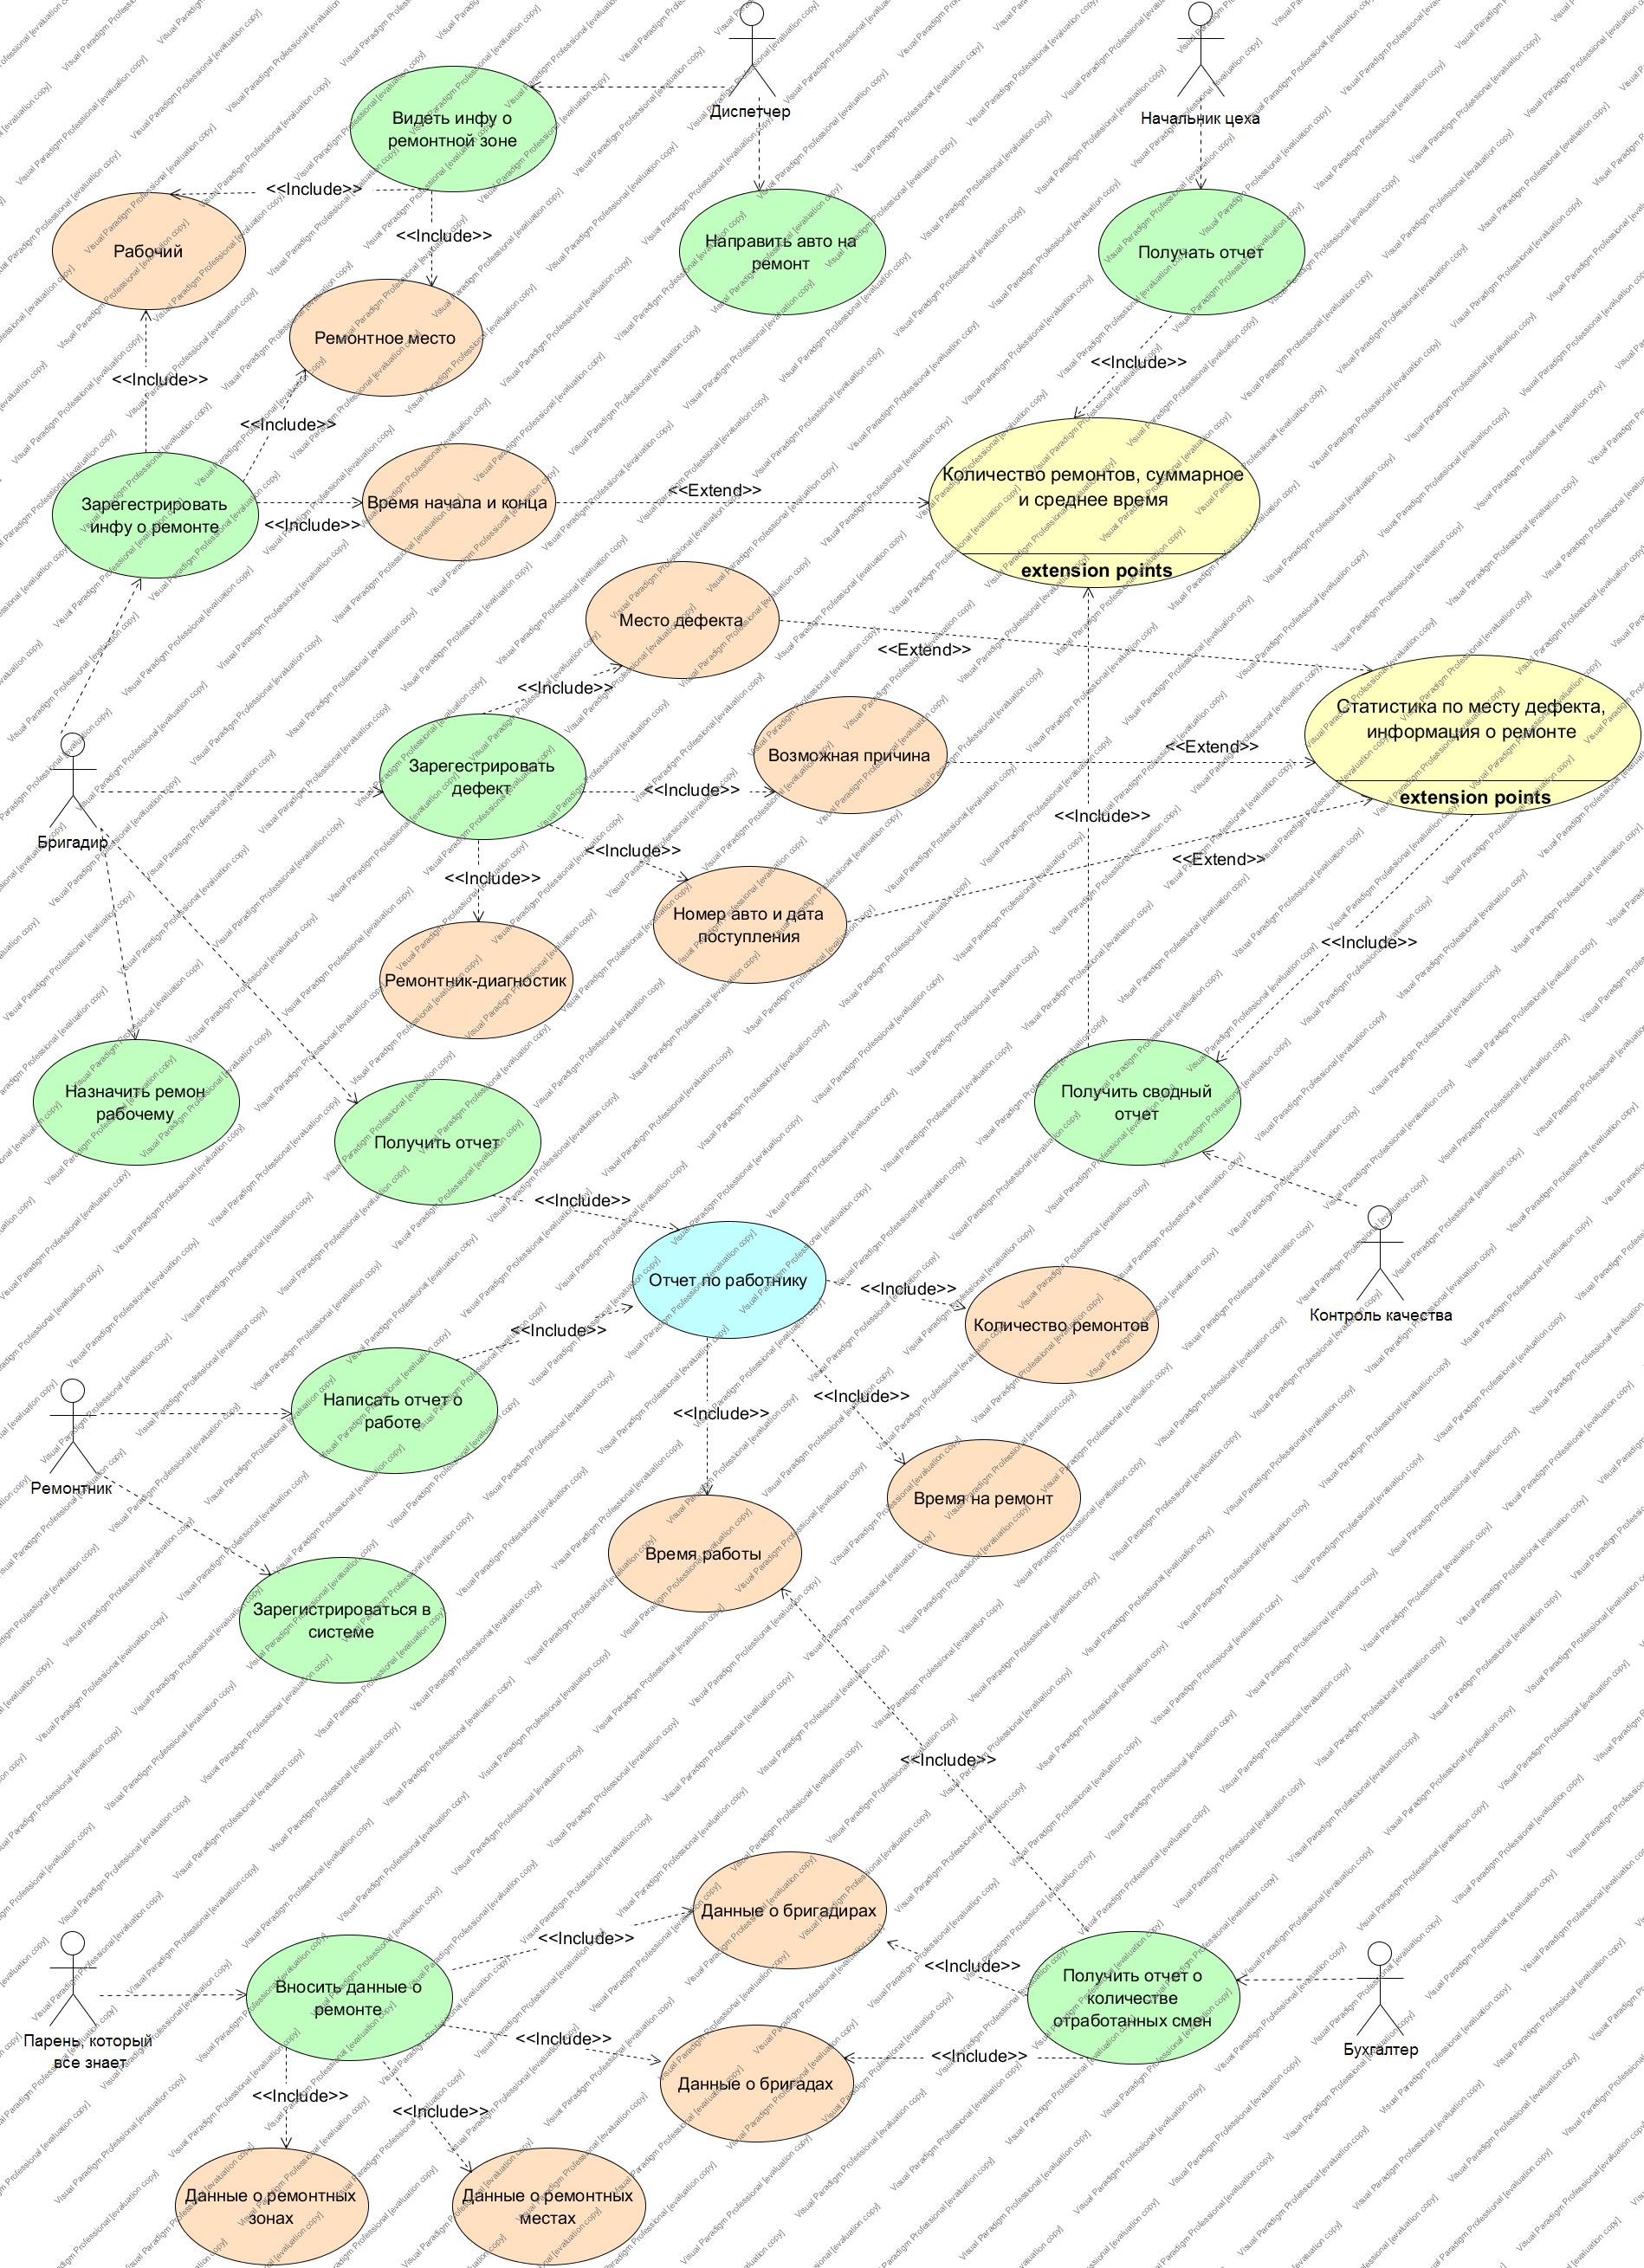 Диспетчер
Начальник цеха
Видеть инфу о
ремонтной зоне
<<Include>>
<<Include>>
Рабочий
Направить авто на
ремонт
Получать отчет
Ремонтное место
<<Include>>
<<Include>>
<<Include>>
Зарегестрировать
инфу о ремонте
<<Include>>
Время начала и конца
<<Extend>>
Количество ремонтов, суммарное
и среднее время
extension points
Место дефекта
<<Extend>>
<<Include>>
Статистика по месту дефекта,
информация о ремонте
extension points
Бригадир
Зарегестрировать
дефект
<<Include>>
Возможная причина
<<Extend>>
<<Include>>
<<Include>>
<<Include>>
<<Extend>>
Номер авто и дата
поступления
<<Include>>
Ремонтник-диагностик
Назначить ремон
рабочему
Получить отчет
Получить сводный
отчет
<<Include>>
Отчет по работнику
<<Include>>
Количество ремонтов
Контроль качества
<<Include>>
Написать отчет о
работе
<<Include>>
<<Include>>
Ремонтник
Время на ремонт
Время работы
Зарегистрироваться в
системе
<<Include>>
Данные о бригадирах
<<Include>>
<<Include>>
Парень, который
все знает
Вносить данные о
ремонте
Получить отчет о
количестве
отработанных смен
Бухгалтер
<<Include>>
<<Include>>
Данные о бригадах
<<Include>>
<<Include>>
Данные о ремонтных
зонах
Данные о ремонтных
местах
Visual Paradigm Professional [evaluation copy]